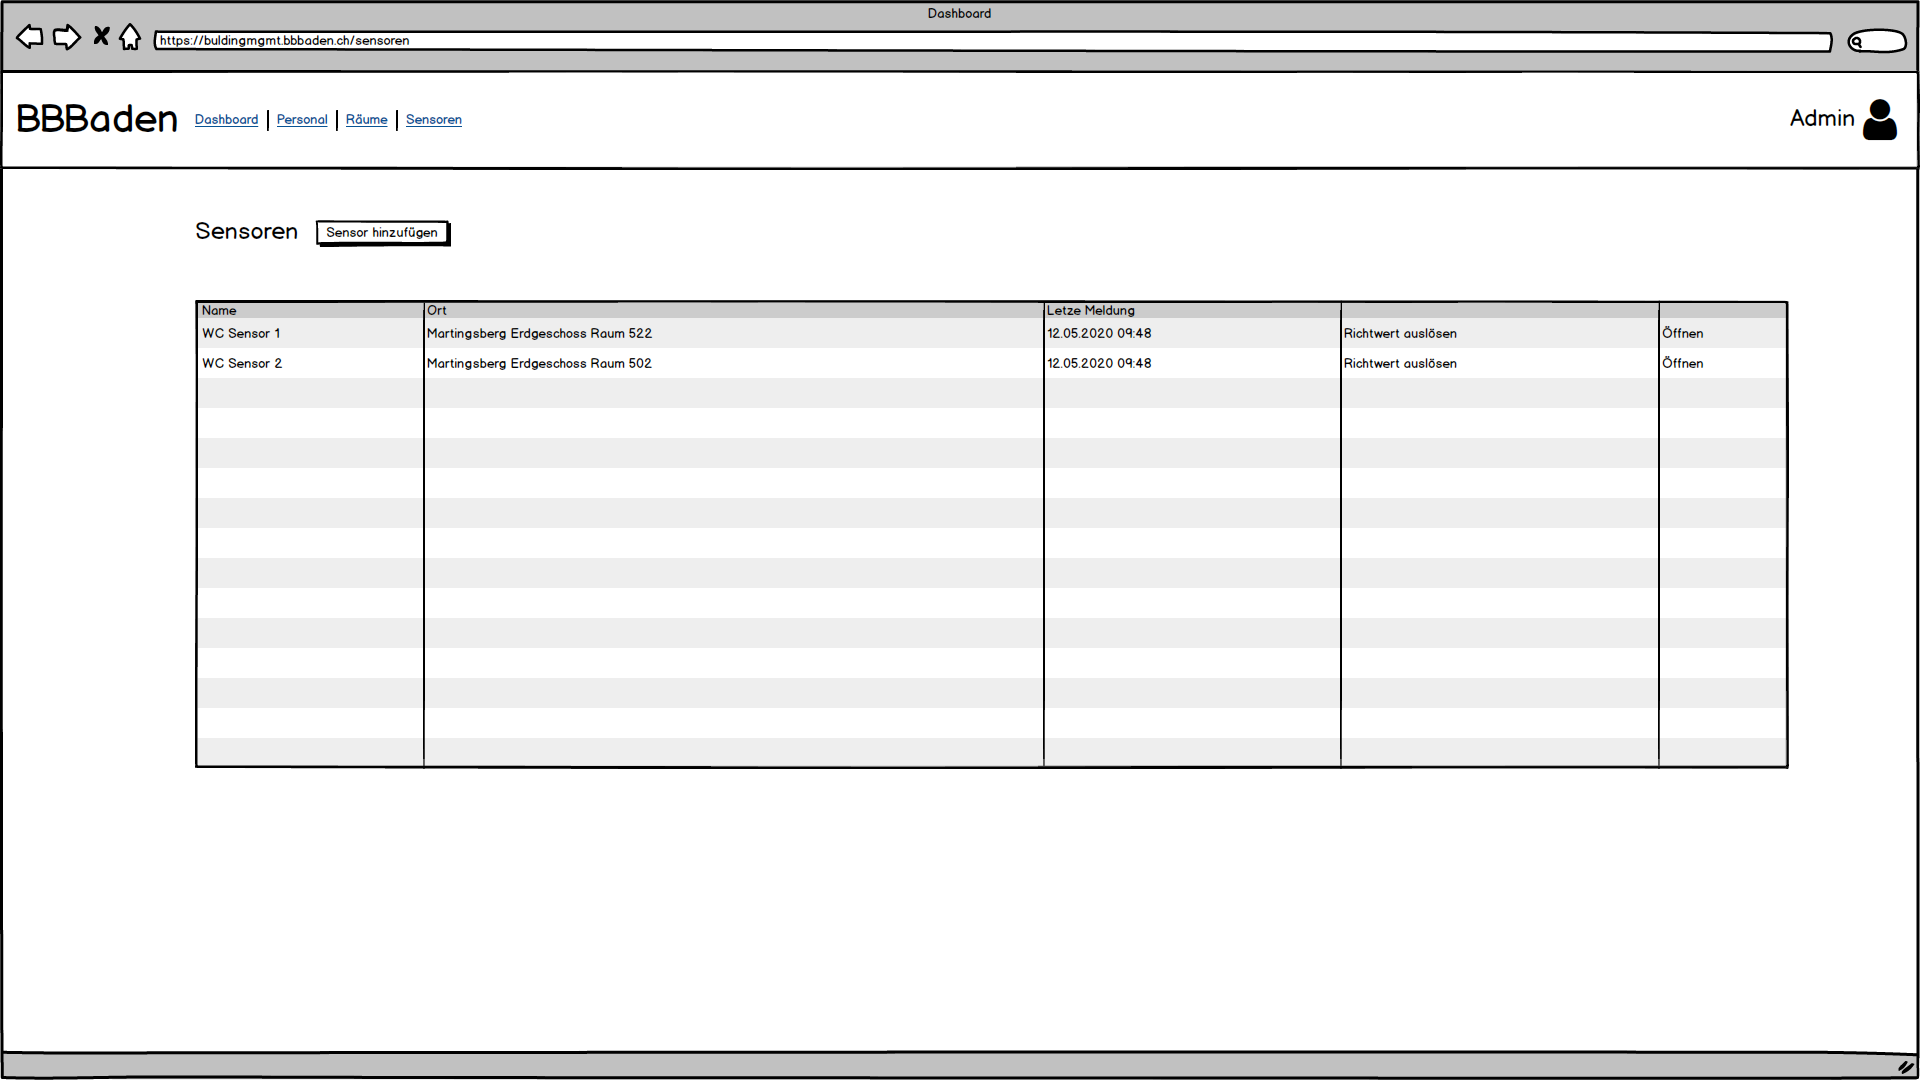 Dashboard
https://buldingmgmt.bbbaden.ch/sensoren
BBBaden Dashboard Personal Räume Sensoren Admin
Sensoren Sensor hinzufügen
Name Ort Letze Meldung
WC Sensor 1 Martingsberg Erdgeschoss Raum 522 12.05.2020 09:48 Richtwert auslösen Öffnen
WC Sensor 2 Martingsberg Erdgeschoss Raum 502 12.05.2020 09:48 Richtwert auslösen Öffnen